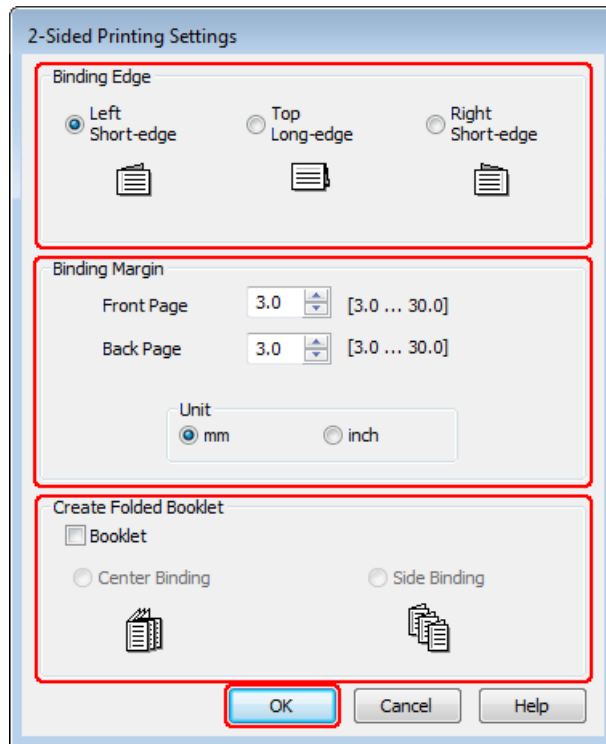 2-Sided Printing Settings
Binding Edge
Left Top Right
Short-edge Long-edge Short-edge
Binding Margin
Front Page 3.0 [3.0 ... 30.0]
Back Page 3.0 [3.0 ... 30.0]
Unit
mm inch
Create Folded Booklet
Booklet
Center Binding Side Binding
OK Cancel Help